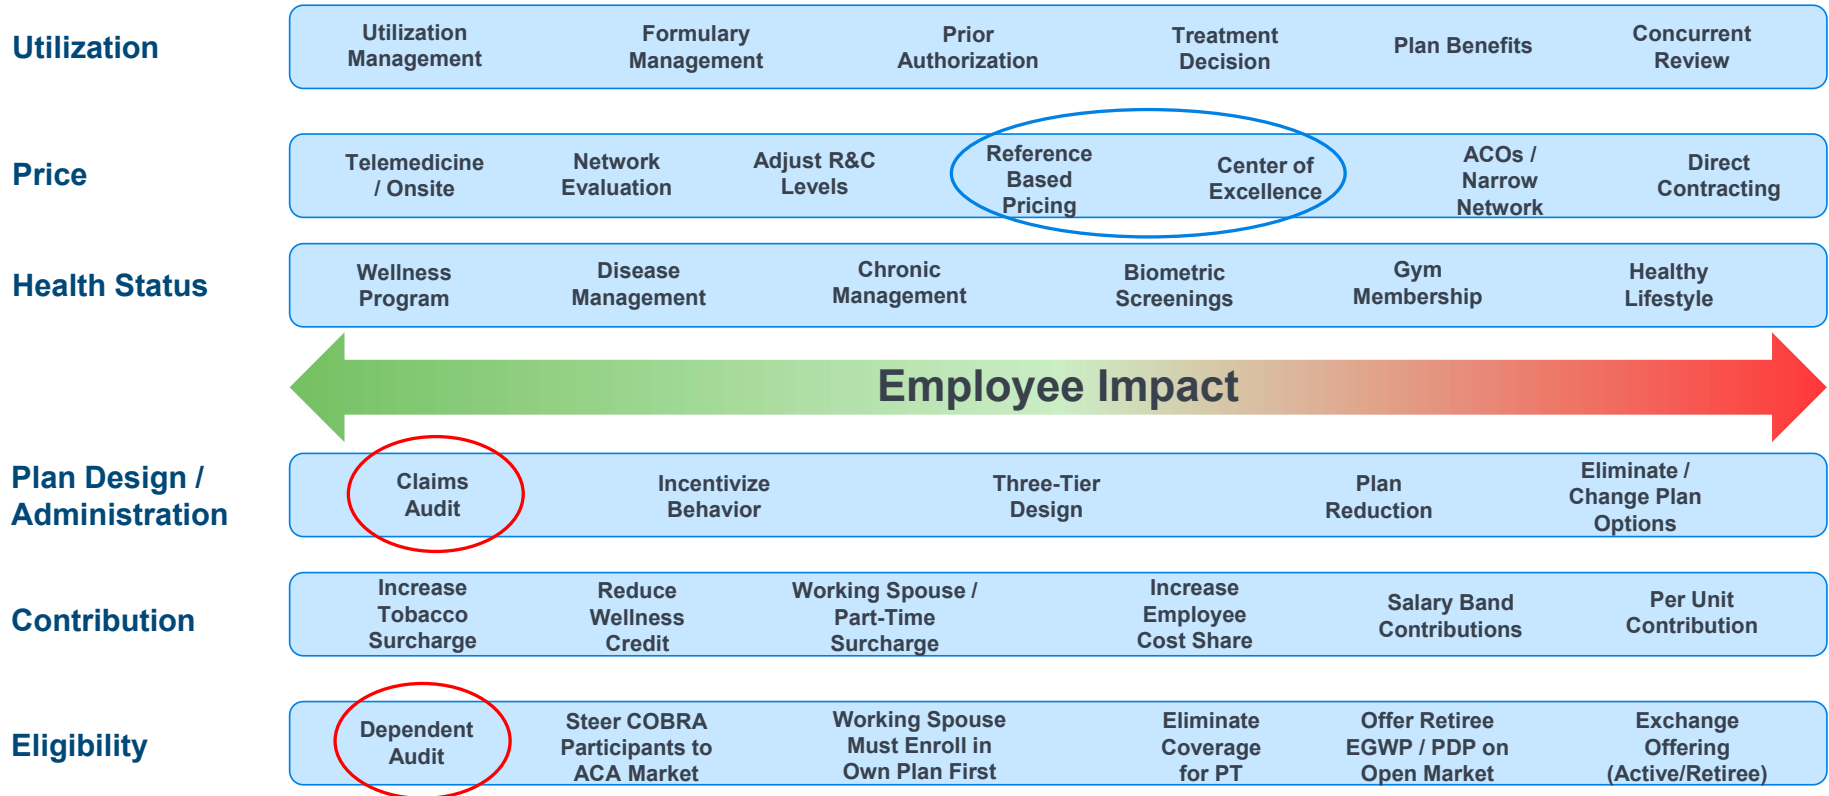 Utilization
Utilization
Management
Formulary
Management
Prior
Authorization
Treatment
Decision
Plan Benefits
Concurrent
Review
Price
Telemedicine
/ Onsite
Network
Evaluation
Adjust R&C
Levels
Reference
Based
Pricing
Center of
Excellence
ACOs /
Narrow
Network
Direct
Contracting
Health Status
Wellness
Program
Disease
Management
Chronic
Management
Biometric
Screenings
Gym
Membership
Healthy
Lifestyle
Employee Impact
Plan Design /
Administration
Claims
Audit
Incentivize
Behavior
Three-Tier
Design
Plan
Reduction
Eliminate /
Change Plan
Options
Contribution
Increase
Tobacco
Surcharge
Reduce
Wellness
Credit
Working Spouse /
Part-Time
Surcharge
Increase
Employee
Cost Share
Salary Band
Contributions
Per Unit
Contribution
Eligibility
Dependent
Audit
Steer COBRA
Participants to
ACA Market
Working Spouse
Must Enroll in
Own Plan First
Eliminate
Coverage
for PT
Offer Retiree
EGWP / PDP on
Open Market
Exchange
Offering
(Active/Retiree)